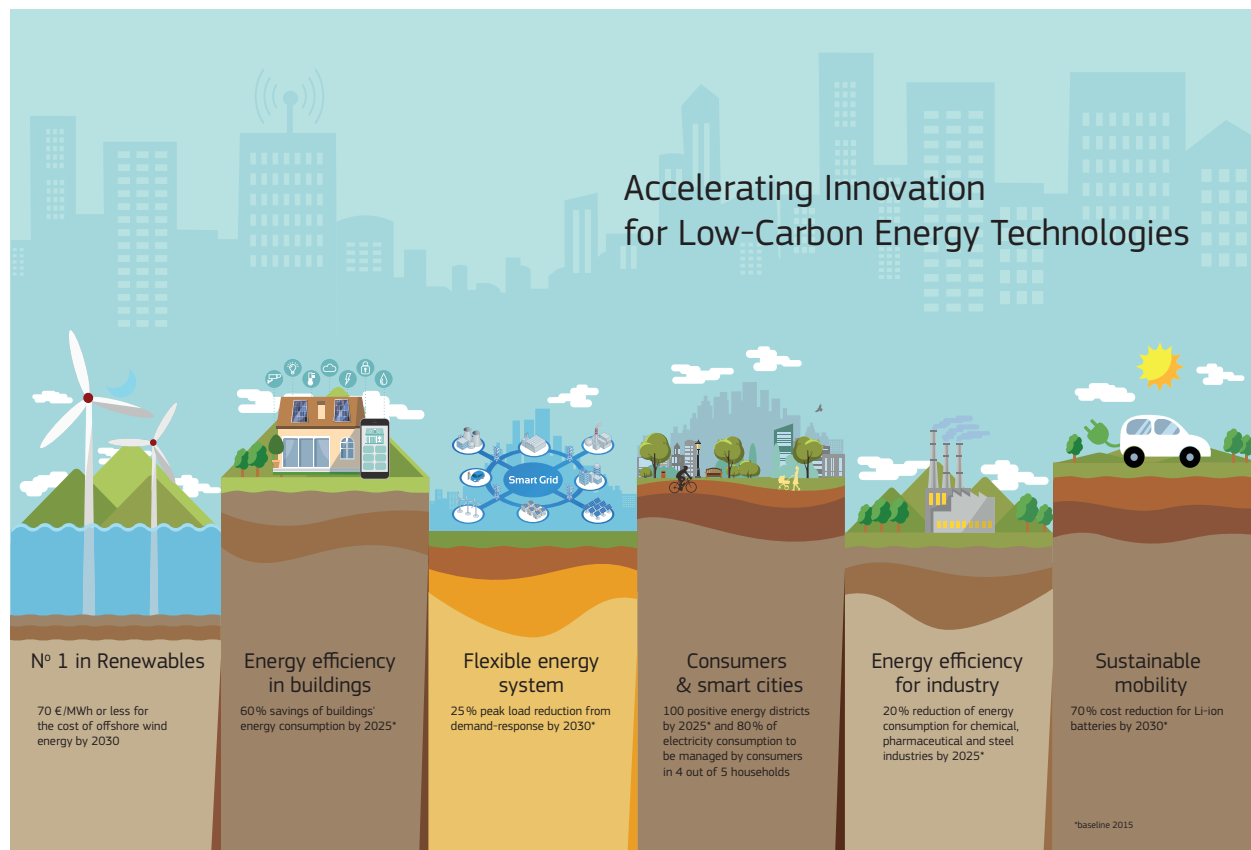 Accelerating Innovation
for Low-Carbon Energy Technologies
Smart Grid
Nº 1 in Renewables
70 €/MWh or less for
the cost of offshore wind
energy by 2030
Energy efficiency
in buildings
60% savings of buildings'
energy consumption by 2025*
Flexible energy
system
25% peak load reduction from
demand-response by 2030*
Consumers
& smart cities
100 positive energy districts
by 2025* and 80% of
electricity consumption to
be managed by consumers
in 4 out of 5 households
Energy efficiency
for industry
20% reduction of energy
consumption for chemical,
pharmaceutical and steel
industries by 2025*
Sustainable
mobility
70% cost reduction for Li-ion
batteries by 2030*
*baseline 2015